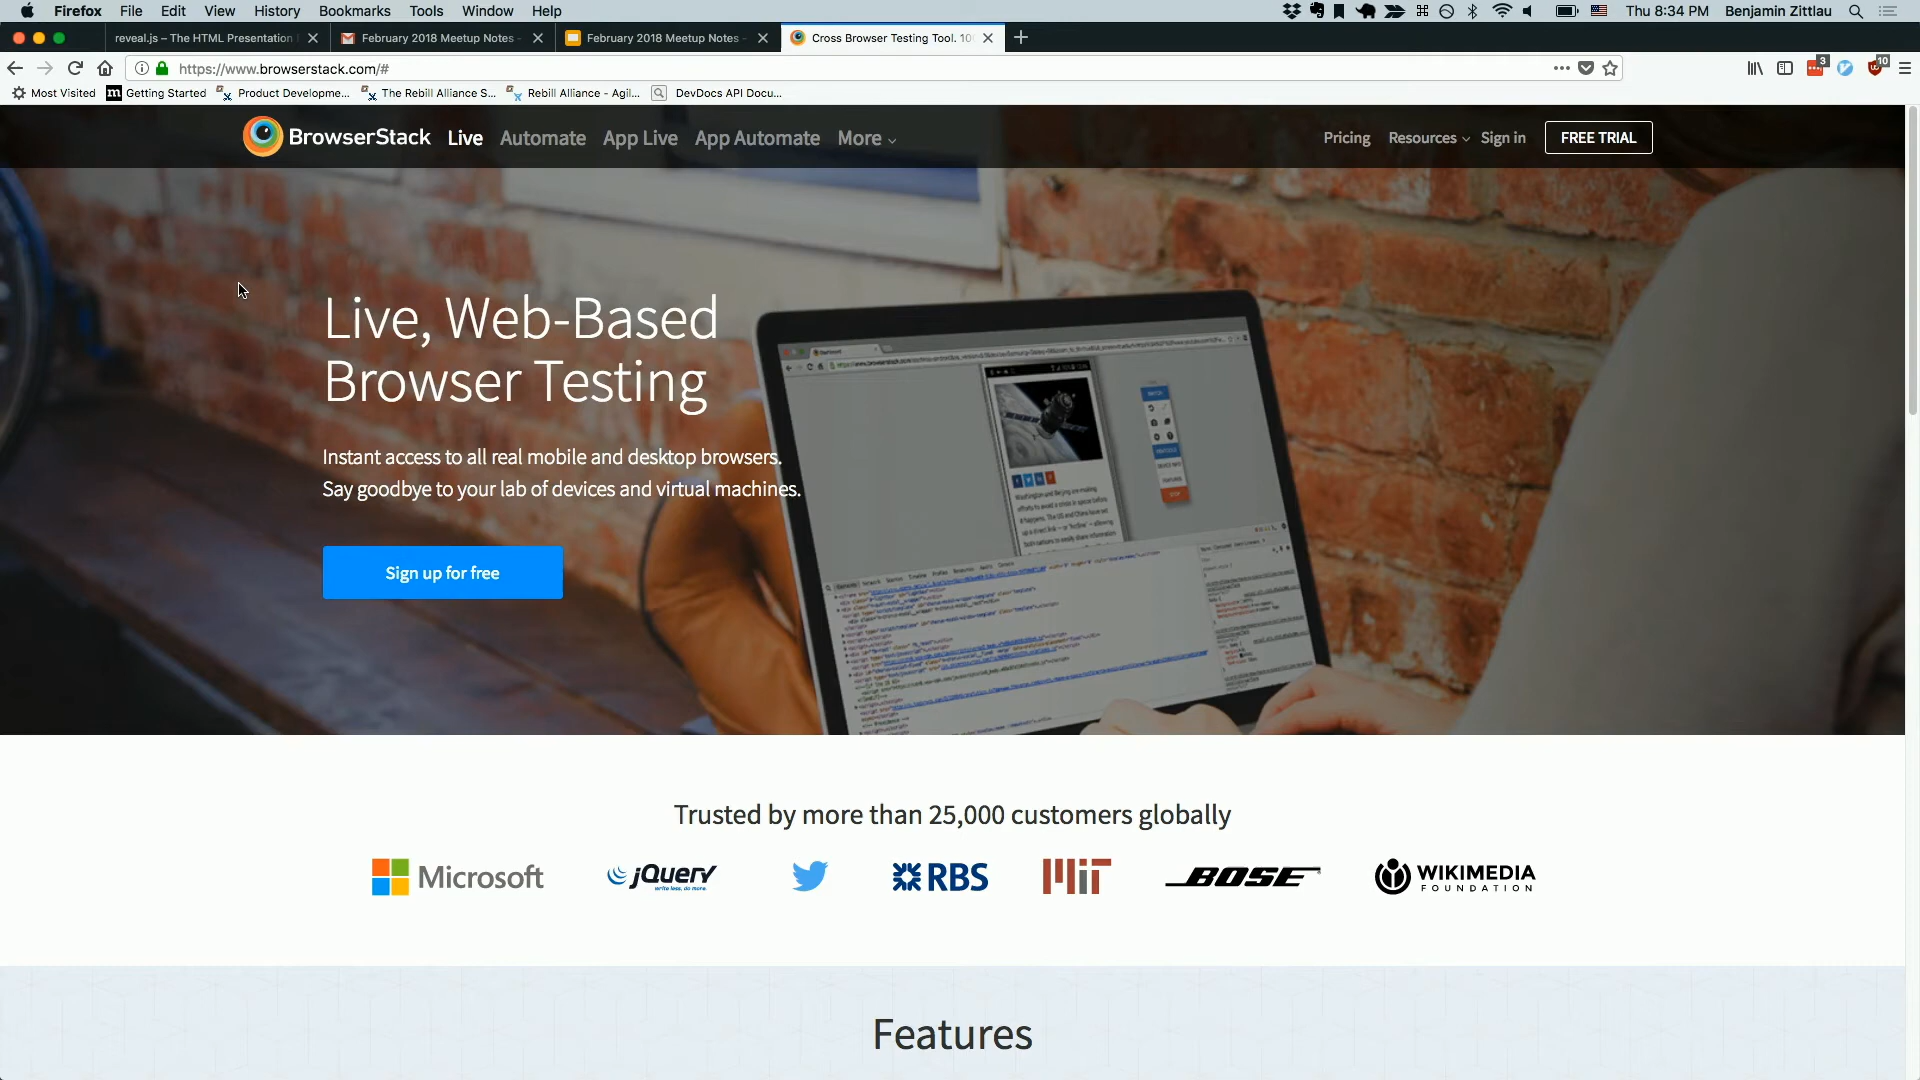 Firefox File Edit View History Bookmarks Tools Window Help Thu 8:34 PM Benjamin Zittlau
reveal.js – The HTML Presentation
February 2018 Meetup Notes -
February 2018 Meetup Notes -
Cross Browser Testing Tool. 10
https://www.browserstack.com/#
3
10
Most Visited Getting Started Product Developme... The Rebill Alliance S... Rebill Alliance - Agil... DevDocs API Docu...
BrowserStack Live Automate App Live App Automate More Pricing Resources Sign in FREE TRIAL
Live, Web-Based
Browser Testing
Instant access to all real mobile and desktop browsers.
Say goodbye to your lab of devices and virtual machines.
Sign up for free
Trusted by more than 25,000 customers globally
Microsoft jQuery write less, do more. RBS MIT BOSE WIKIMEDIA
FOUNDATION
Features